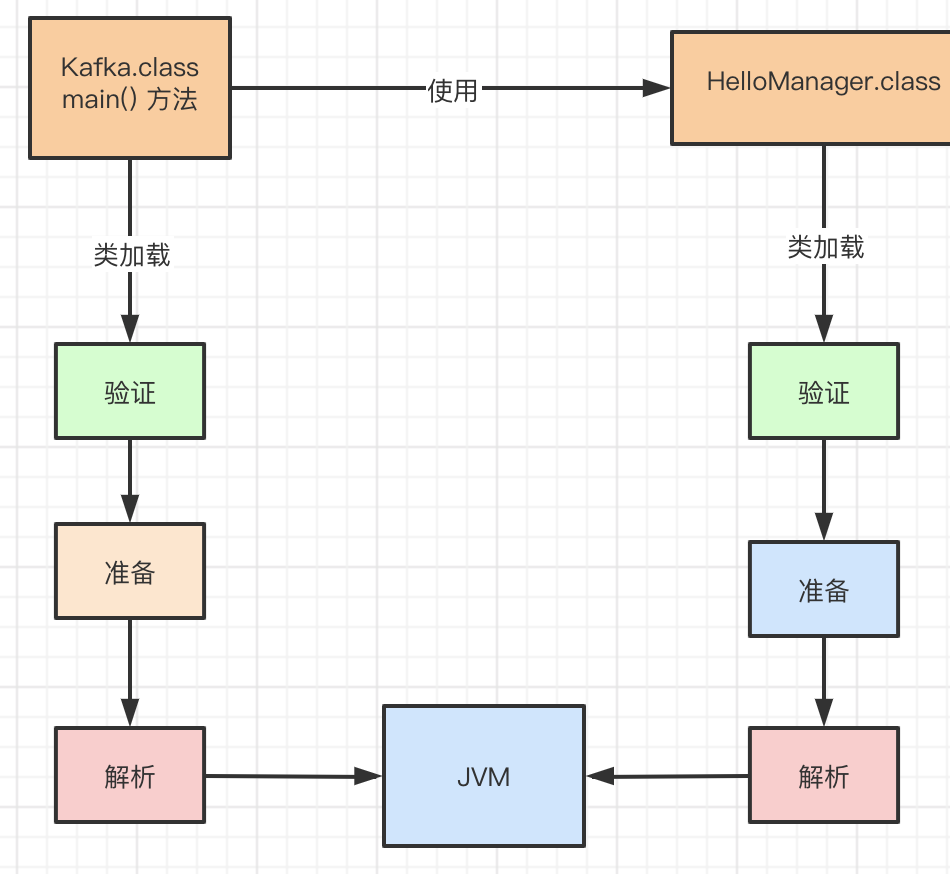 Kafka.class
main() 方法
使用
HelloManager.class
类加载
类加载
验证
验证
准备
准备
解析
JVM
解析